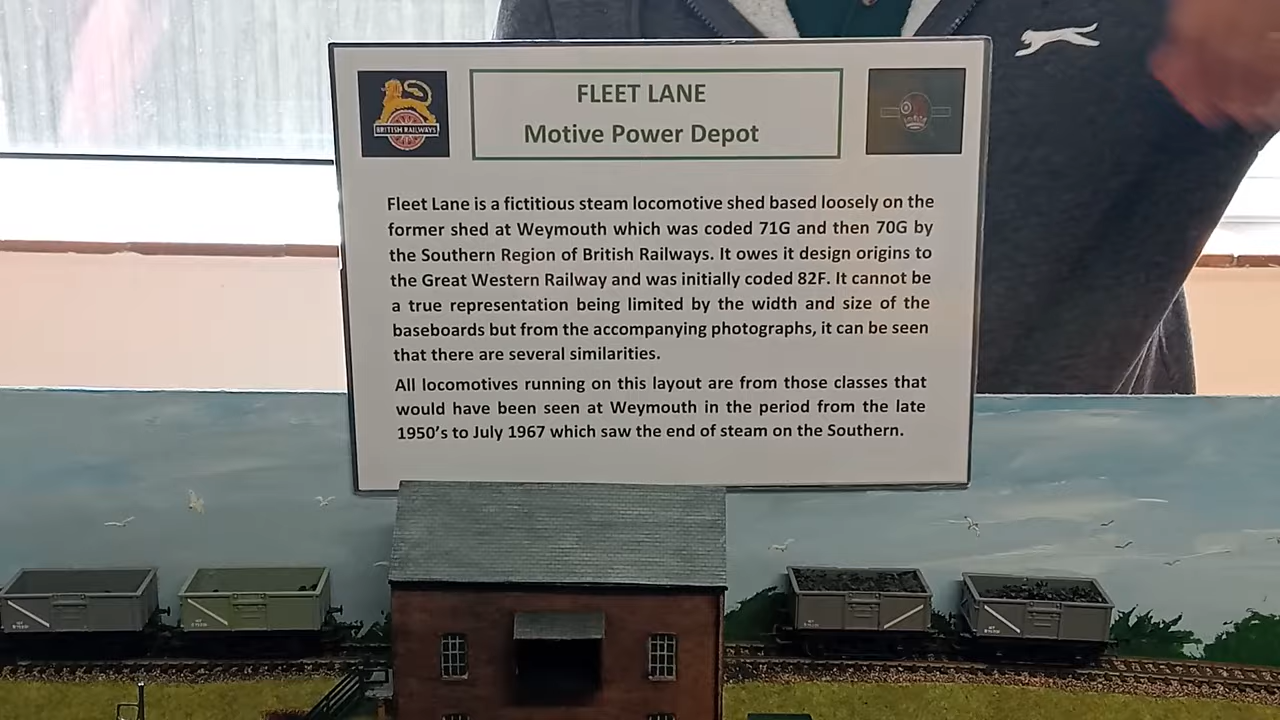 BRITISH RAILWAYS
FLEET LANE
Motive Power Depot
Fleet Lane is a fictitious steam locomotive shed based loosely on the
former shed at Weymouth which was coded 71G and then 70G by
the Southern Region of British Railways. It owes it design origins to
the Great Western Railway and was initially coded 82F. It cannot be
a true representation being limited by the width and size of the
baseboards but from the accompanying photographs, it can be seen
that there are several similarities.
All locomotives running on this layout are from those classes that
would have been seen at Weymouth in the period from the late
1950's to July 1967 which saw the end of steam on the Southern.